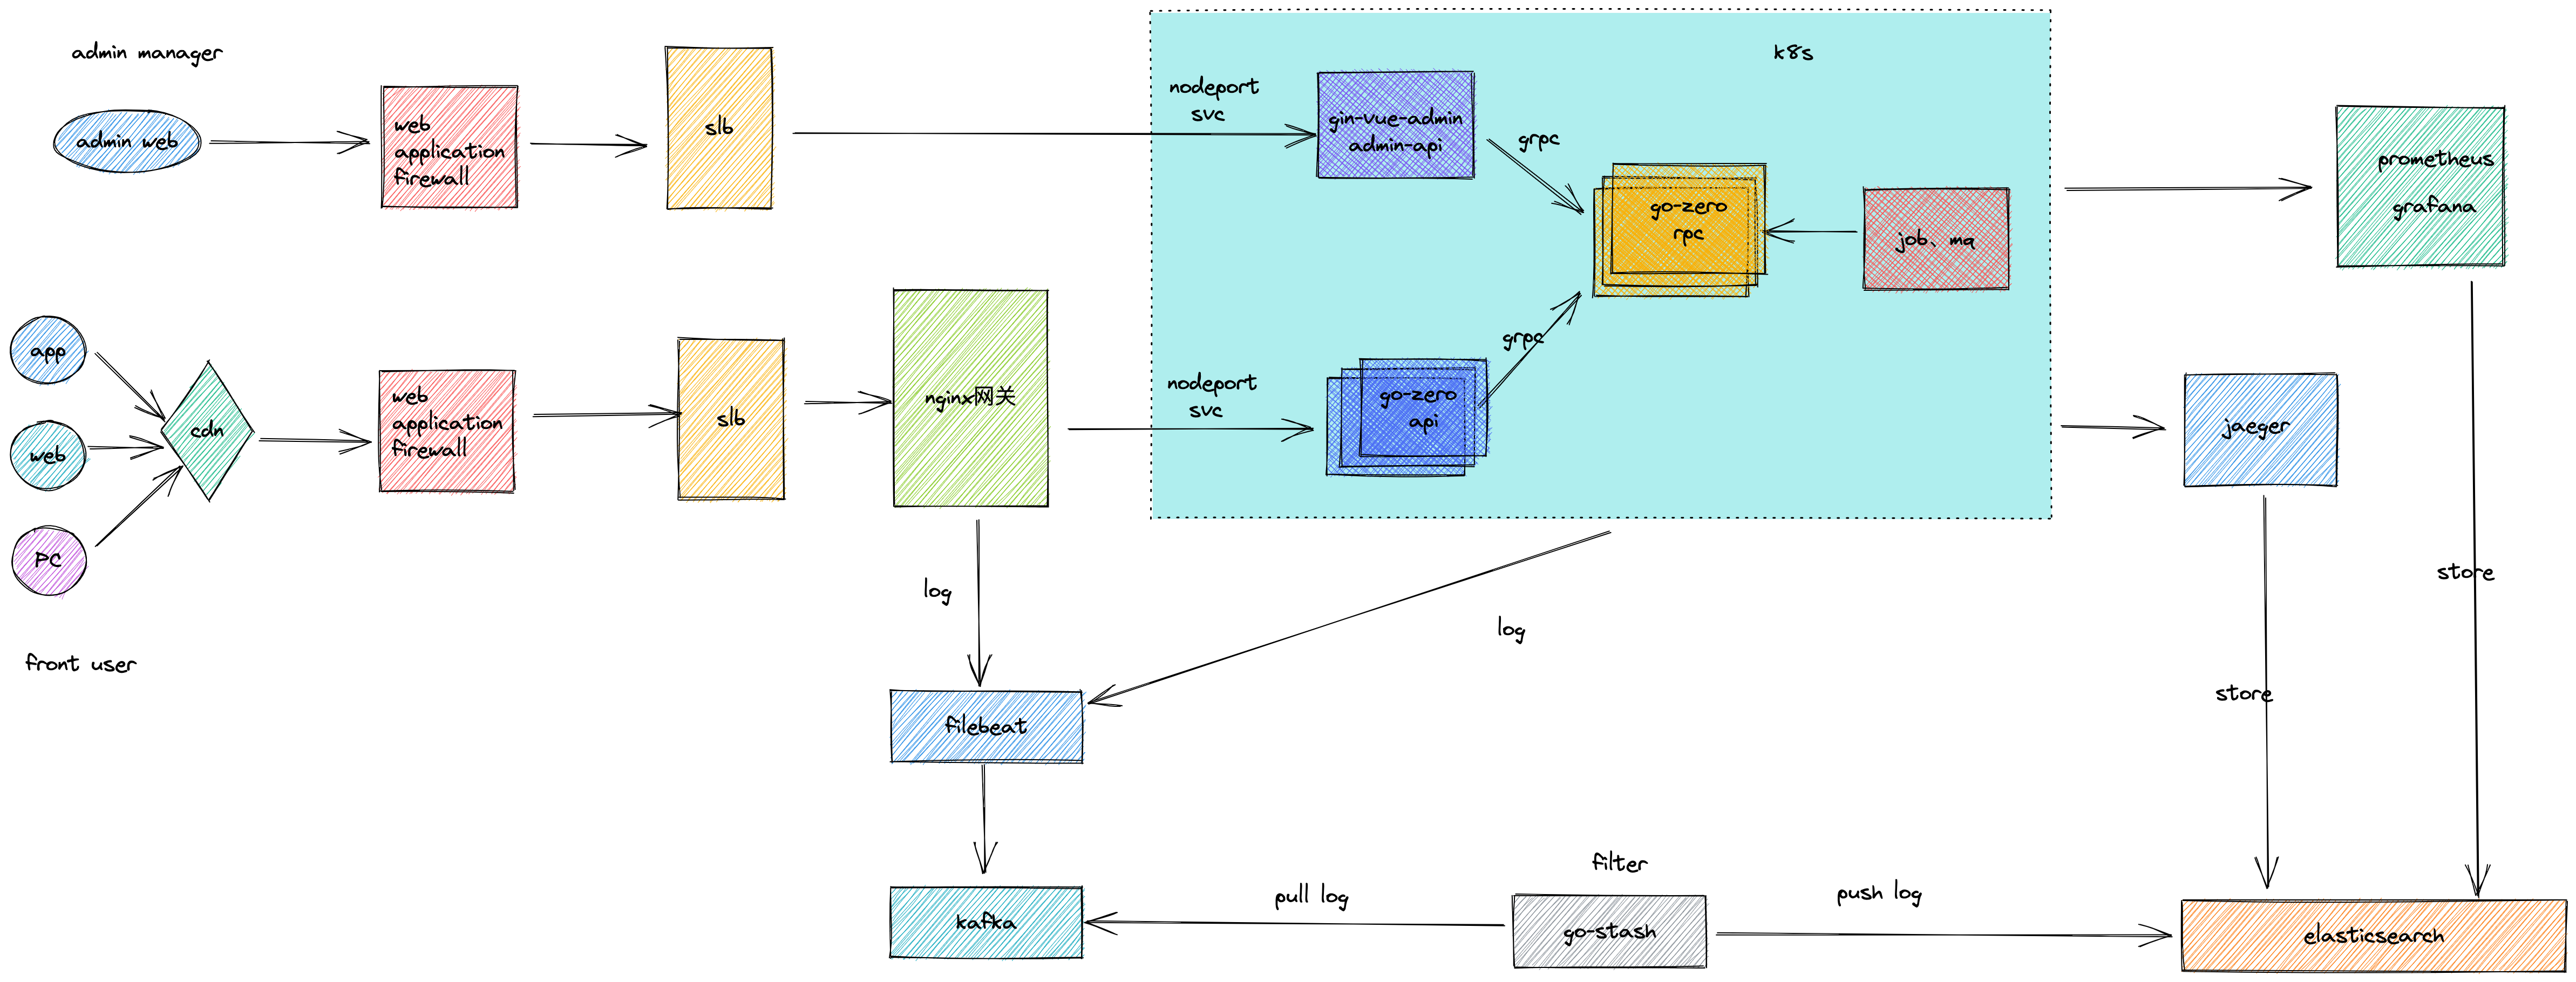 admin manager
admin web
web
application
firewall
slb
nodeport
svc
k8s
gin-vue-admin
admin-api
grpc
go-zero
rpc
job、mq
prometheus
grafana
app
web
PC
cdn
front user
web
application
firewall
slb
nginx网关
nodeport
svc
go-zero
api
grpc
jaeger
log
log
store
store
filebeat
kafka
pull log
filter
go-stash
push log
elasticsearch